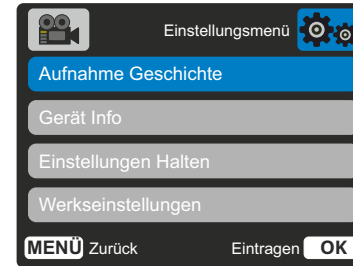 Einstellungsmenü
Aufnahme Geschichte
Gerät Info
Einstellungen Halten
Werkseinstellungen
MENÜ Zurück Eintragen OK